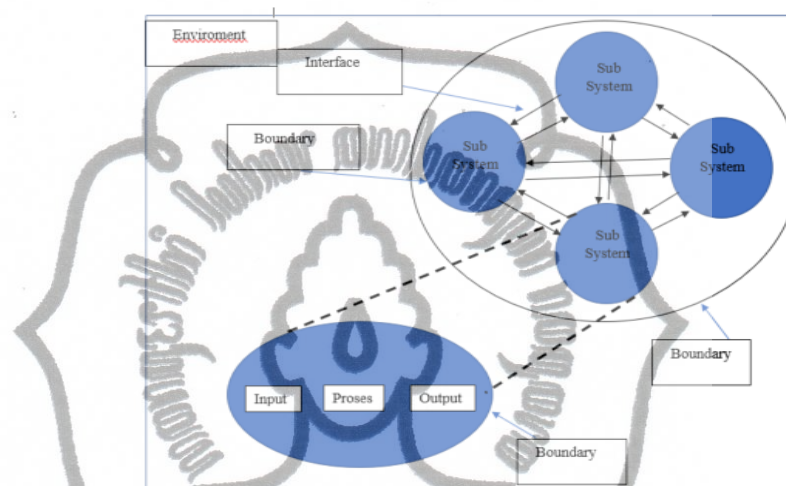 Enviroment
Interface
Sub
System
Boundary
Sub
System
Sub
System
Sub
System
Boundary
Input
Proses
Output
Boundary